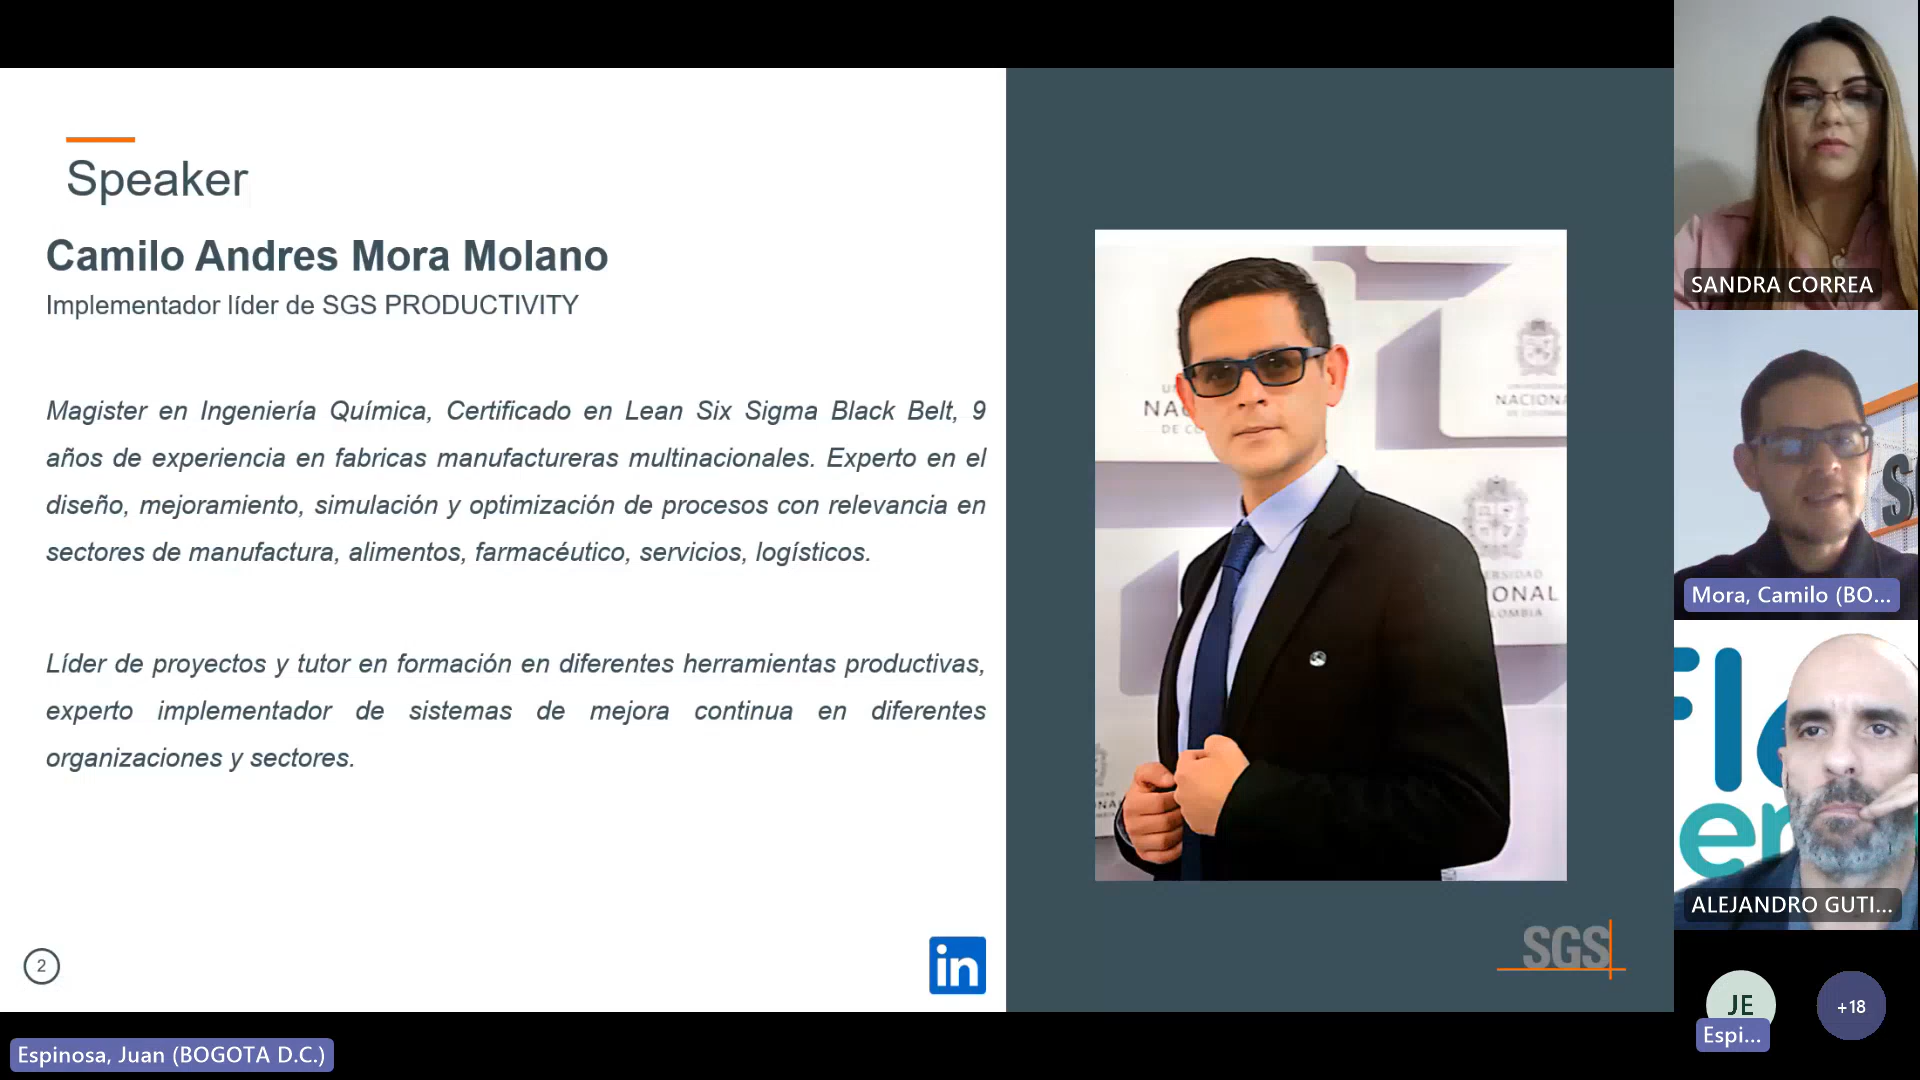 Speaker
Camilo Andres Mora Molano
Implementador líder de SGS PRODUCTIVITY
Magister en Ingeniería Química, Certificado en Lean Six Sigma Black Belt, 9
años de experiencia en fabricas manufactureras multinacionales. Experto en el
diseño, mejoramiento, simulación y optimización de procesos con relevancia en
sectores de manufactura, alimentos, farmacéutico, servicios, logísticos.
Líder de proyectos y tutor en formación en diferentes herramientas productivas,
experto implementador de sistemas de mejora continua en diferentes
organizaciones y sectores.
2
in
NACIONA
DE COLOMBIA
ONAL
SGS
SANDRA CORREA
S
Mora, Camilo (BO...
ALEJANDRO GUTI...
JE
Espi...
+18
Espinosa, Juan (BOGOTA D.C.)